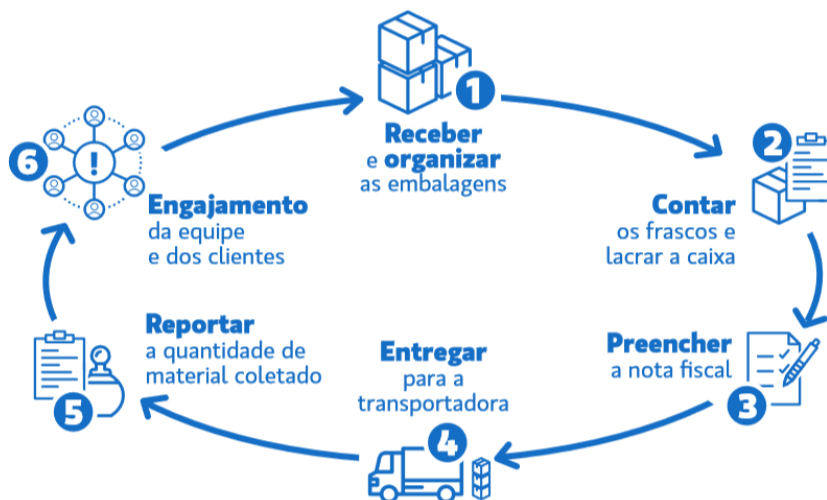 1
Receber
e organizar
as embalagens
2
Contar
os frascos e
lacrar a caixa
3
Preencher
a nota fiscal
4
Entregar
para a
transportadora
5
Reportar
a quantidade de
material coletado
6
!
Engajamento
da equipe
e dos clientes